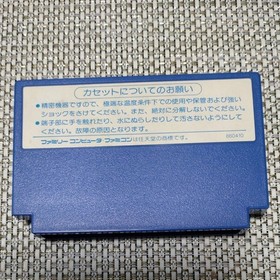 カセットについてのお願い
●精密機器ですので、極端な温度条件下での使用や保管および強い
ショックをさけてください。また、絶対に分解しないでください。
●端子部に手を触れたり、水にぬらしたりして汚さないようにして
ください。故障の原因となります。
ファミリーコンピュータ・ファミコンは任天堂の商標です。